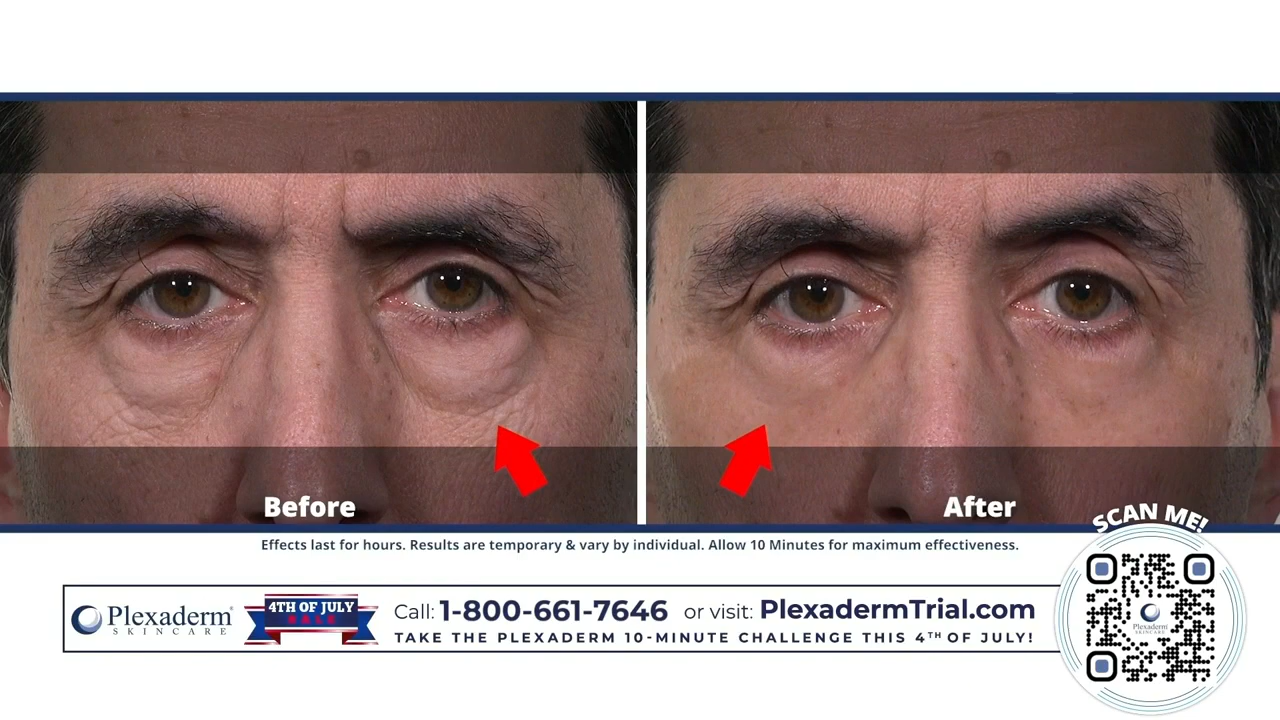 Before
After
SCAN ME!
Effects last for hours. Results are temporary & vary by individual. Allow 10 Minutes for maximum effectiveness.
Plexaderm®
SKINCARE
4TH OF JULY
SALE
Call: 1-800-661-7646 or visit: PlexadermTrial.com
TAKE THE PLEXADERM 10-MINUTE CHALLENGE THIS 4TH OF JULY!
Plexaderm
SKINCARE